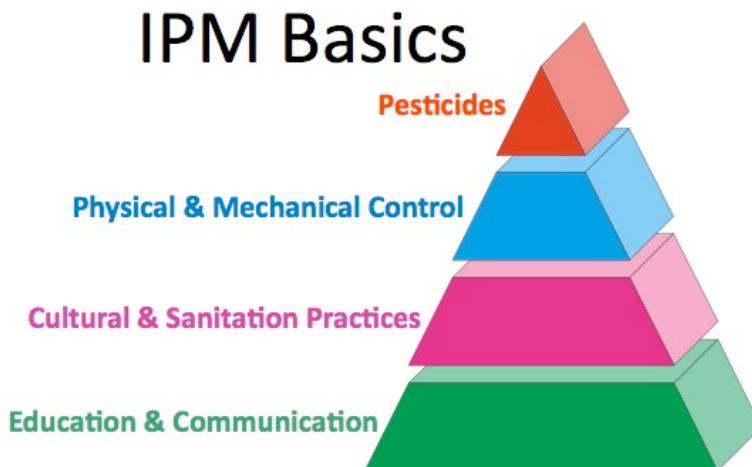 IPM Basics
Pesticides
Physical & Mechanical Control
Cultural & Sanitation Practices
Education & Communication